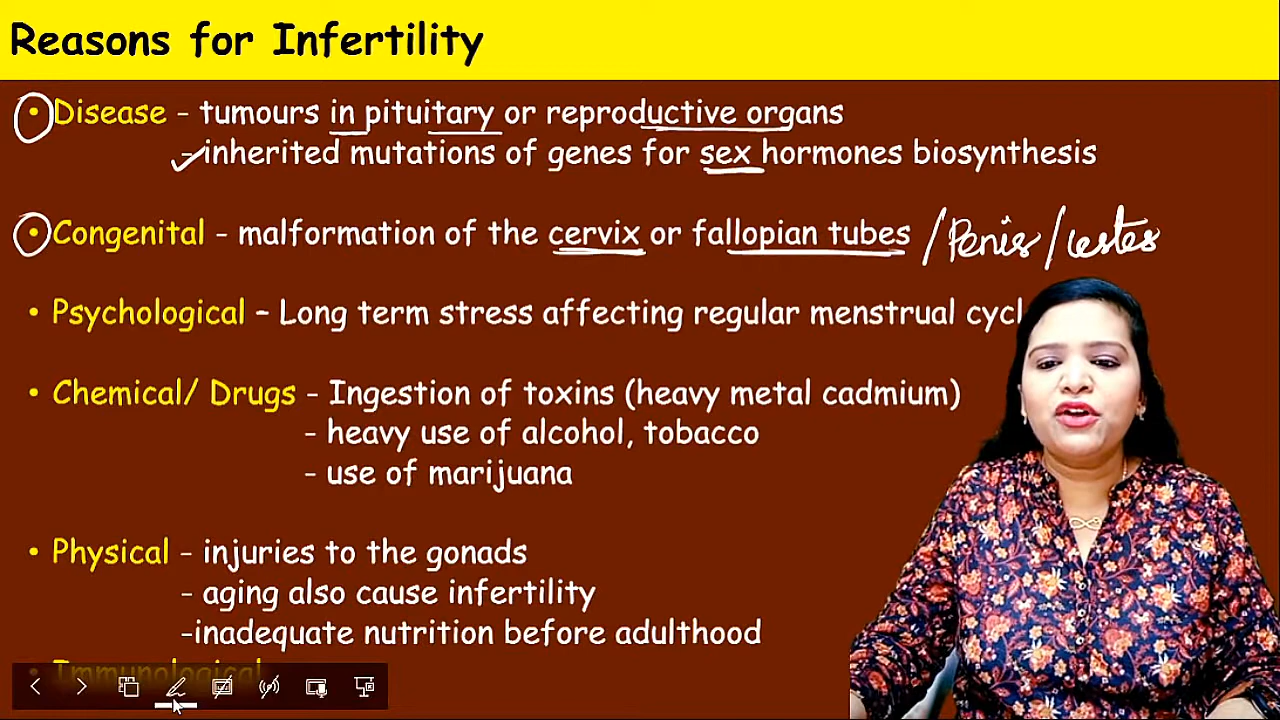 Reasons for Infertility
• Disease - tumours in pituitary or reproductive organs
- inherited mutations of genes for sex hormones biosynthesis
• Congenital - malformation of the cervix or fallopian tubes / Penis / testes
• Psychological – Long term stress affecting regular menstrual cycl
• Chemical/ Drugs - Ingestion of toxins (heavy metal cadmium)
- heavy use of alcohol, tobacco
- use of marijuana
• Physical - injuries to the gonads
- aging also cause infertility
-inadequate nutrition before adulthood
• Immunological